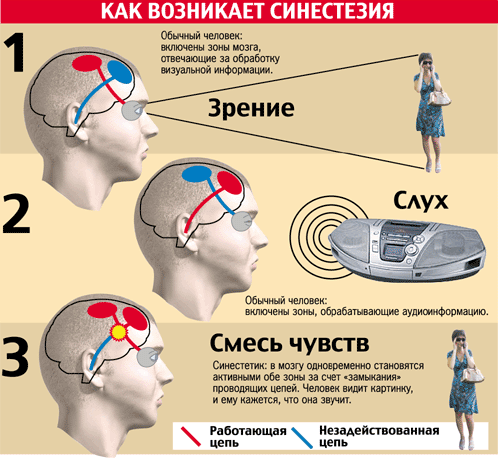 КАК ВОЗНИКАЕТ СИНЕСТЕЗИЯ
1
Обычный человек:
включены зоны мозга,
отвечающие за обработку
визуальной информации.
Зрение
2
Слух
Обычный человек:
включены зоны, обрабатывающие аудиоинформацию.
3
Смесь чувств
Синестетик: в мозгу одновременно становятся
активными обе зоны за счет «замыкания»
проводящих цепей. Человек видит картинку,
и ему кажется, что она звучит.
Работающая
цепь
Незадействованная
цепь